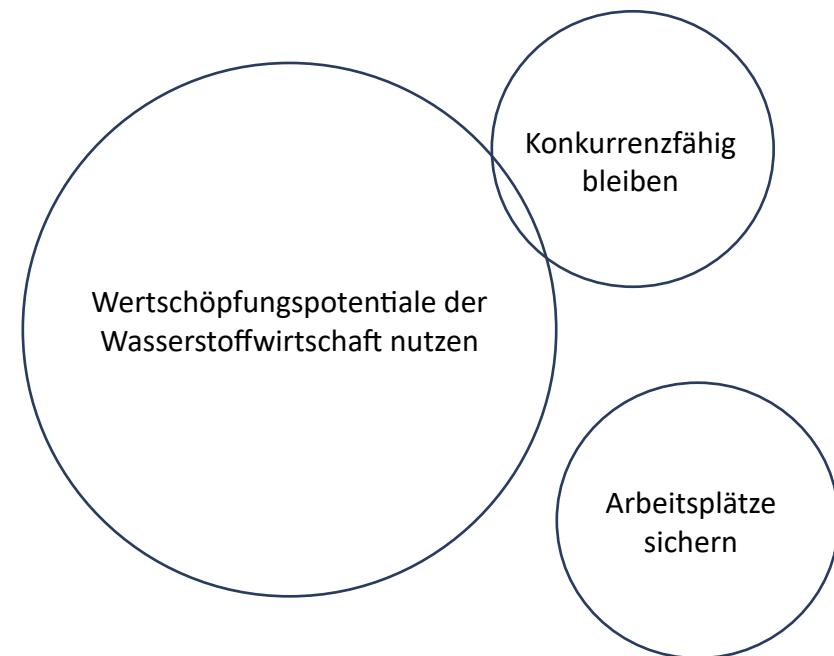 Konkurrenzfähig
bleiben
Wertschöpfungspotentiale der
Wasserstoffwirtschaft nutzen
Arbeitsplätze
sichern